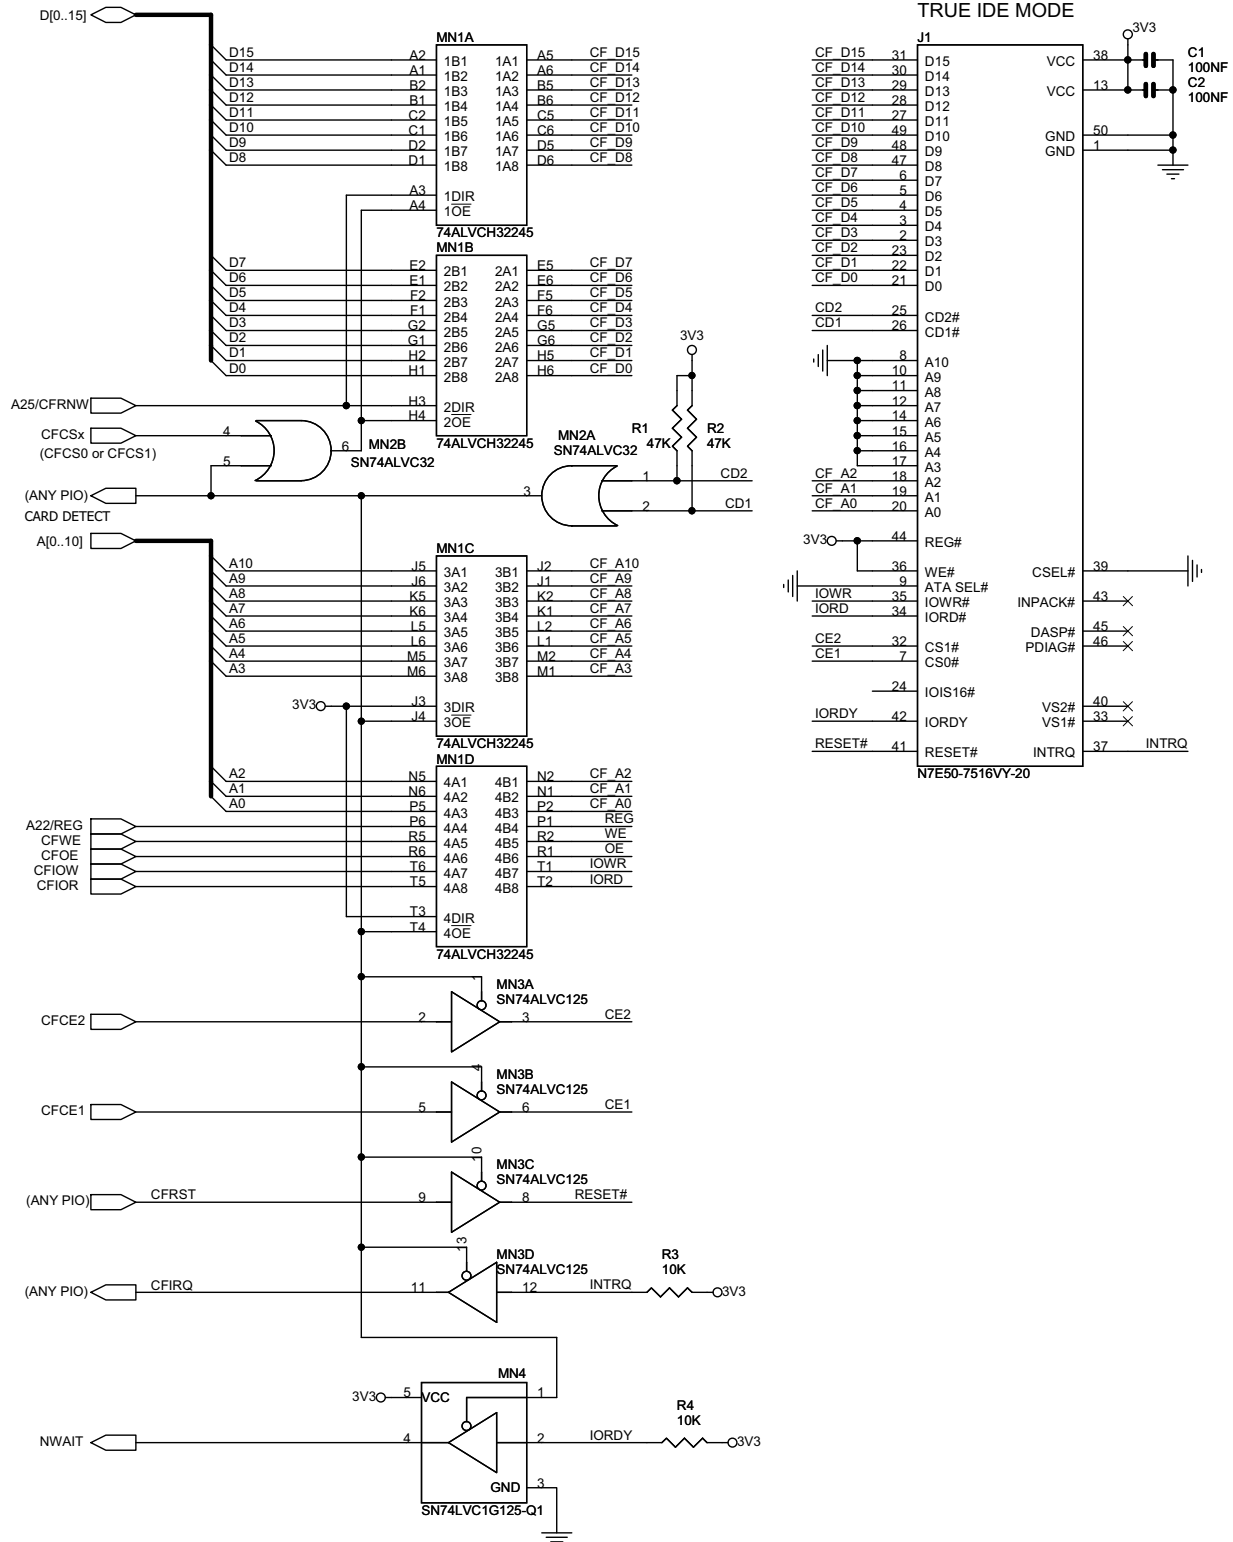 TRUE IDE MODE
D[0..15]
MN1A
D15 A2 1B1 1A1 A5 CF_D15
D14 A1 1B2 1A2 A6 CF_D14
D13 B2 1B3 1A3 B5 CF_D13
D12 B1 1B4 1A4 B6 CF_D12
D11 C2 1B5 1A5 C5 CF_D11
D10 C1 1B6 1A6 C6 CF_D10
D9 D2 1B7 1A7 D5 CF_D9
D8 D1 1B8 1A8 D6 CF_D8
A3 1DIR
A4 1OE
74ALVCH32245
MN1B
D7 E2 2B1 2A1 E5 CF_D7
D6 E1 2B2 2A2 E6 CF_D6
D5 F2 2B3 2A3 F5 CF_D5
D4 F1 2B4 2A4 F6 CF_D4
D3 G2 2B5 2A5 G5 CF_D3
D2 G1 2B6 2A6 G6 CF_D2
D1 H2 2B7 2A7 H5 CF_D1
D0 H1 2B8 2A8 H6 CF_D0
A25/CFRNW H3 2DIR
H4 2OE
74ALVCH32245
CFCSx 4
(CFCS0 or CFCS1)
5 6
MN2B
SN74ALVC32
3V3
R1
47K
R2
47K
MN2A
SN74ALVC32
1 CD2
2 CD1
3
(ANY PIO)
CARD DETECT
A[0..10]
MN1C
A10 J5 3A1 3B1 J2 CF_A10
A9 J6 3A2 3B2 J1 CF_A9
A8 K5 3A3 3B3 K2 CF_A8
A7 K6 3A4 3B4 K1 CF_A7
A6 L5 3A5 3B5 L2 CF_A6
A5 L6 3A6 3B6 L1 CF_A5
A4 M5 3A7 3B7 M2 CF_A4
A3 M6 3A8 3B8 M1 CF_A3
3V3 J3 3DIR
J4 3OE
74ALVCH32245
MN1D
A2 N5 4A1 4B1 N2 CF_A2
A1 N6 4A2 4B2 N1 CF_A1
A0 P5 4A3 4B3 P2 CF_A0
A22/REG P6 4A4 4B4 P1 REG
CFWE R5 4A5 4B5 R2 WE
CFOE R6 4A6 4B6 R1 OE
CFIOW T6 4A7 4B7 T1 IOWR
CFIOR T5 4A8 4B8 T2 IORD
T3 4DIR
T4 4OE
74ALVCH32245
1 MN3A
SN74ALVC125
CFCE2 2 3 CE2
4 MN3B
SN74ALVC125
CFCE1 5 6 CE1
10 MN3C
SN74ALVC125
(ANY PIO) CFRST 9 8 RESET#
13 MN3D
SN74ALVC125
(ANY PIO) CFIRQ 11 12 INTRQ
R3
10K
3V3
MN4
3V3 5 VCC 1
NWAIT 4 2 IORDY
R4
10K
3V3
GND 3
SN74LVC1G125-Q1
J1
CF_D15 31 D15
CF_D14 30 D14
CF_D13 29 D13
CF_D12 28 D12
CF_D11 27 D11
CF_D10 49 D10
CF_D9 48 D9
CF_D8 47 D8
CF_D7 6 D7
CF_D6 5 D6
CF_D5 4 D5
CF_D4 3 D4
CF_D3 2 D3
CF_D2 23 D2
CF_D1 22 D1
CF_D0 21 D0
CD2 25 CD2#
CD1 26 CD1#
8 A10
10 A9
11 A8
12 A7
14 A6
15 A5
16 A4
17 A3
CF_A2 18 A2
CF_A1 19 A1
CF_A0 20 A0
3V3 44 REG#
36 WE#
9 ATA SEL#
IOWR 35 IOWR#
IORD 34 IORD#
CE2 32 CS1#
CE1 7 CS0#
24 IOIS16#
IORDY 42 IORDY
RESET# 41 RESET#
N7E50-7516VY-20
3V3
VCC 38
C1
100NF
VCC 13
C2
100NF
GND 50
GND 1
CSEL# 39
INPACK# 43
DASP# 45
PDIAG# 46
VS2# 40
VS1# 33
INTRQ 37 INTRQ